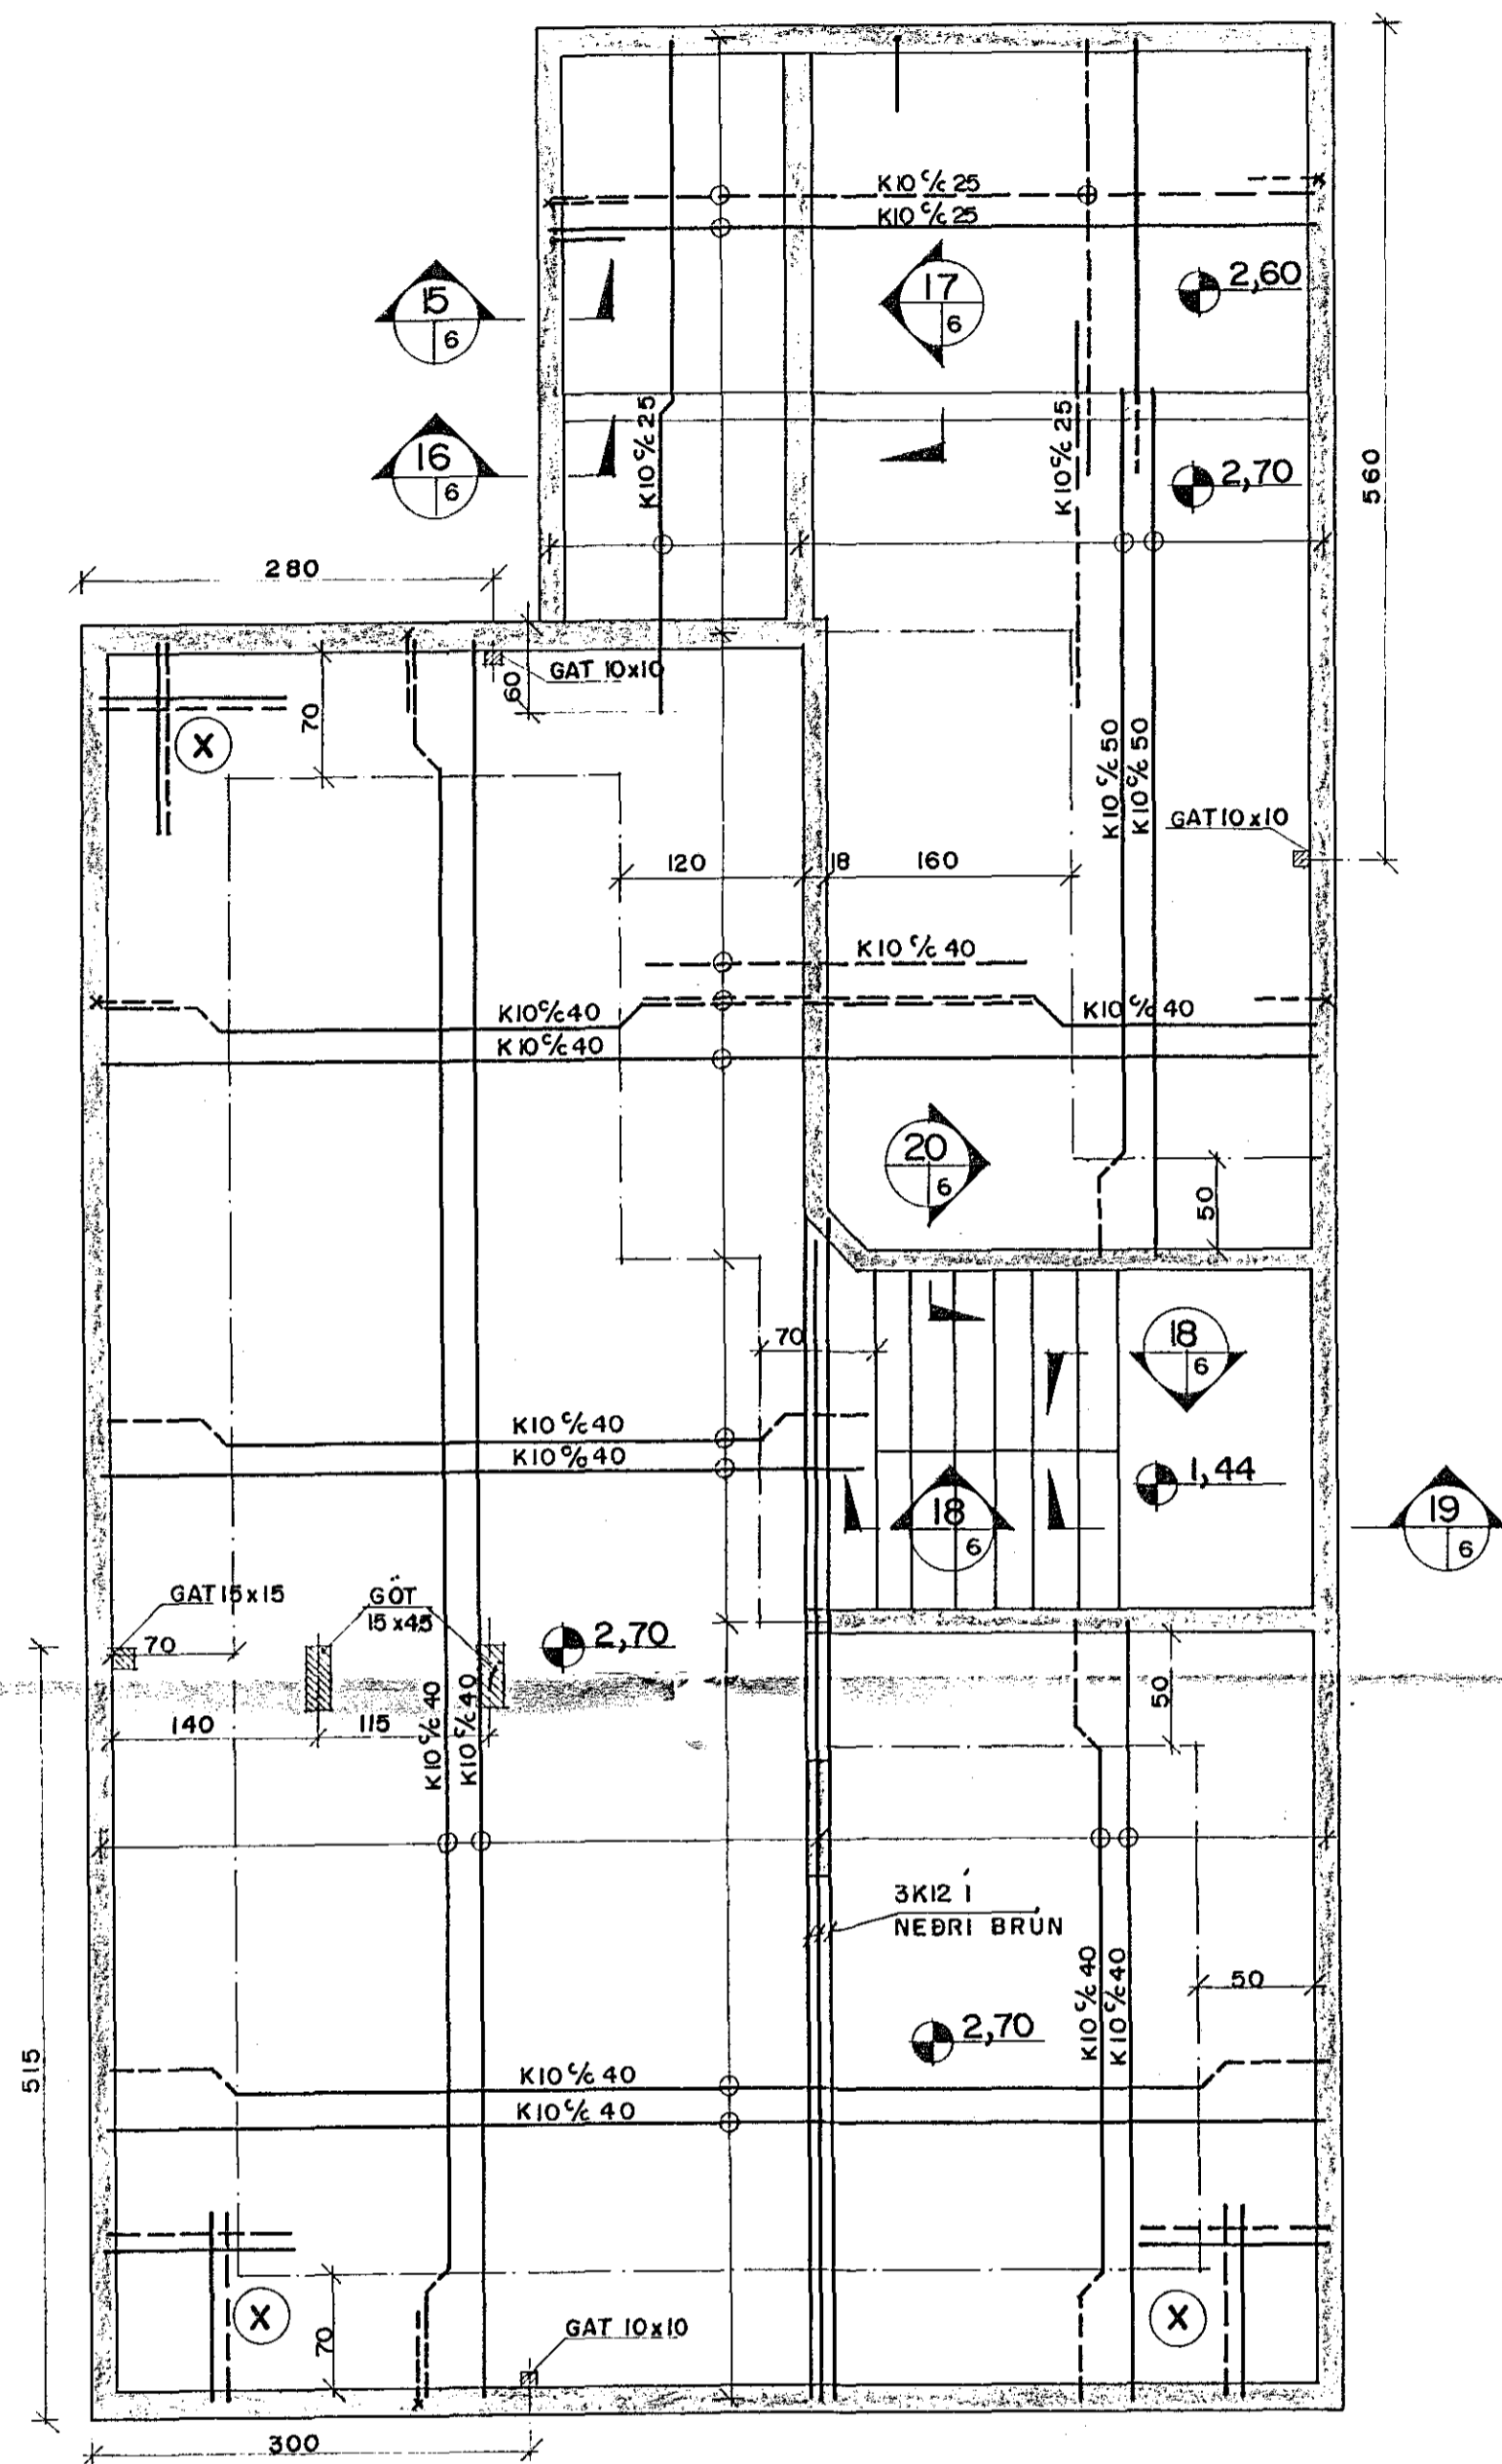 K10 c/c 25
K10 c/c 25
15
6
17
6
2,60
16
6
K10 c/c 25
K10 c/c 25
2,70
560
280
GAT 10x10
60
70
X
K10 c/c 50
K10 c/c 50
GAT 10x10
120
18
160
K10 c/c 40
K10 c/c 40
K10 c/c 40
K10 c/c 40
20
6
50
70
18
6
K10 c/c 40
K10 c/c 40
1,44
18
6
19
6
GAT 15x15
GÖT
15x45
70
2,70
140
115
K10 c/c 40
K10 c/c 40
50
3K12 Í
NEÐRI BRÚN
K10 c/c 40
K10 c/c 40
50
2,70
515
K10 c/c 40
K10 c/c 40
X
X
70
GAT 10x10
300